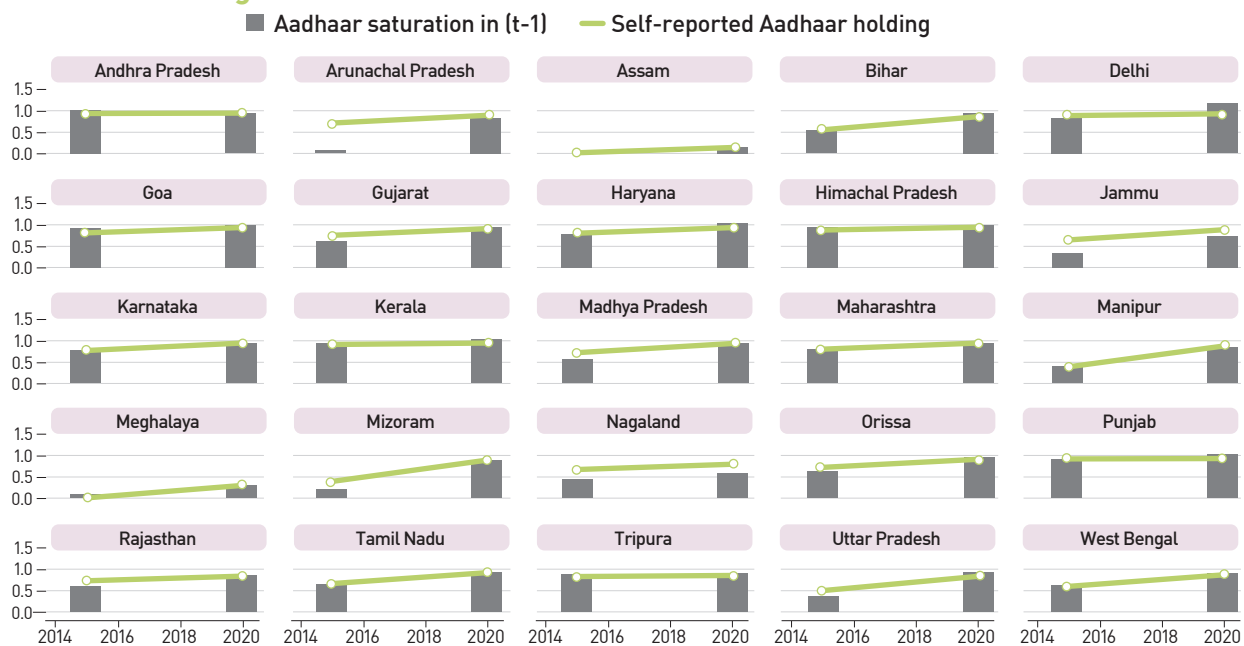 Aadhaar saturation in (t-1) Self-reported Aadhaar holding
Andhra Pradesh Arunachal Pradesh Assam Bihar Delhi
1.5
1.0
0.5
0.0
Goa Gujarat Haryana Himachal Pradesh Jammu
1.5
1.0
0.5
0.0
Karnataka Kerala Madhya Pradesh Maharashtra Manipur
1.5
1.0
0.5
0.0
Meghalaya Mizoram Nagaland Orissa Punjab
1.5
1.0
0.5
0.0
Rajasthan Tamil Nadu Tripura Uttar Pradesh West Bengal
1.5
1.0
0.5
0.0
2014 2016 2018 2020 2014 2016 2018 2020 2014 2016 2018 2020 2014 2016 2018 2020 2014 2016 2018 2020